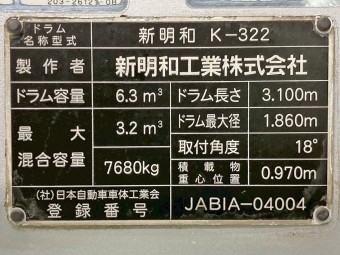 203-2612
ドラム名称型式 新明和 K-322
製作者 新明和工業株式会社
ドラム容量 6.3 m³ ドラム長さ 3.100m
最大混合容量 3.2 m³ ドラム最大径 1.860m
7680kg 取付角度 18°
積載物重心位置 0.970m
(社)日本自動車車体工業会
登録番号 JABIA-04004